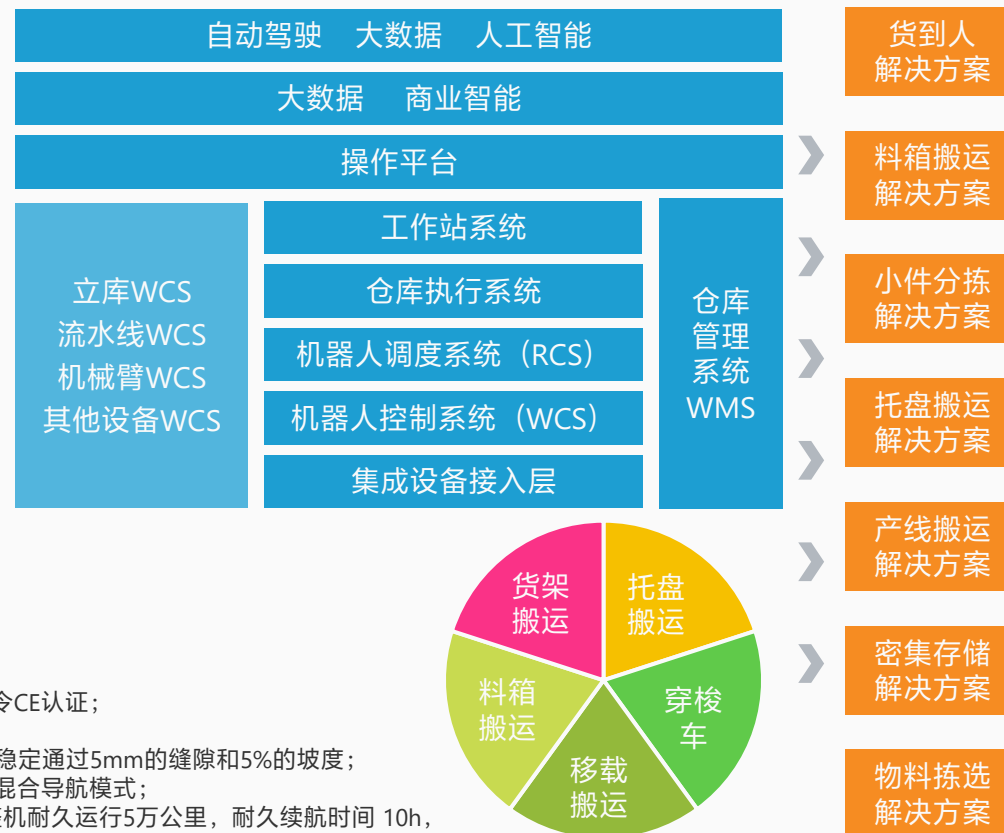 自动驾驶 大数据 人工智能
大数据 商业智能
操作平台
立库WCS
流水线WCS
机械臂WCS
其他设备WCS
工作站系统
仓库执行系统
机器人调度系统（RCS）
机器人控制系统（WCS）
集成设备接入层
仓库
管理
系统
WMS
货到人
解决方案
料箱搬运
解决方案
小件分拣
解决方案
托盘搬运
解决方案
产线搬运
解决方案
密集存储
解决方案
物料拣选
解决方案
货架
搬运
托盘
搬运
料箱
搬运
穿梭
车
移载
搬运
令CE认证；
稳定通过5mm的缝隙和5%的坡度；
混合导航模式；
机耐久运行5万公里，耐久续航时间 10h，